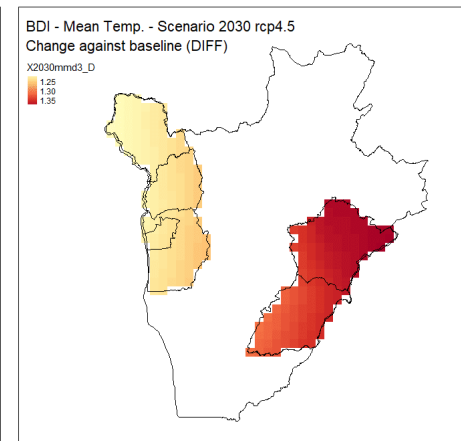 BDI - Mean Temp. - Scenario 2030 rcp4.5
Change against baseline (DIFF)
X2030mmd3_D
1.25
1.30
1.35